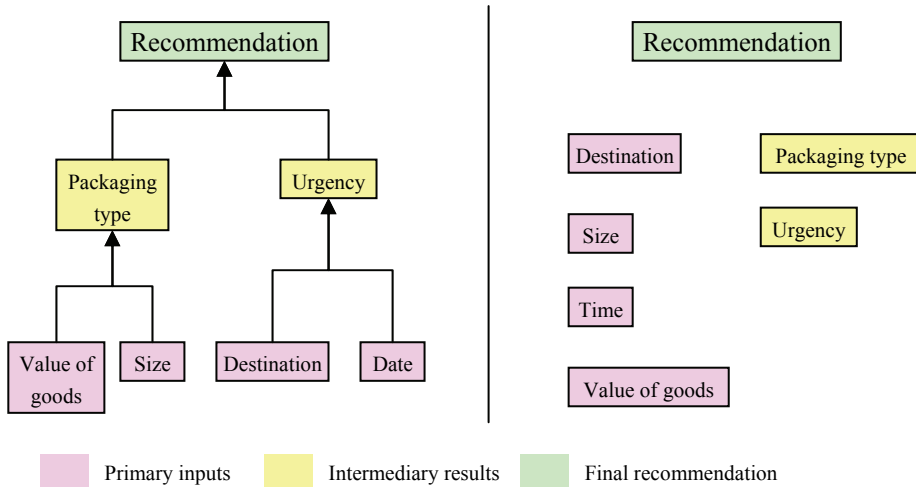 Recommendation
Packaging
type
Urgency
Value of
goods
Size
Destination
Date
Recommendation
Destination
Packaging type
Size
Urgency
Time
Value of goods
Primary inputs
Intermediary results
Final recommendation